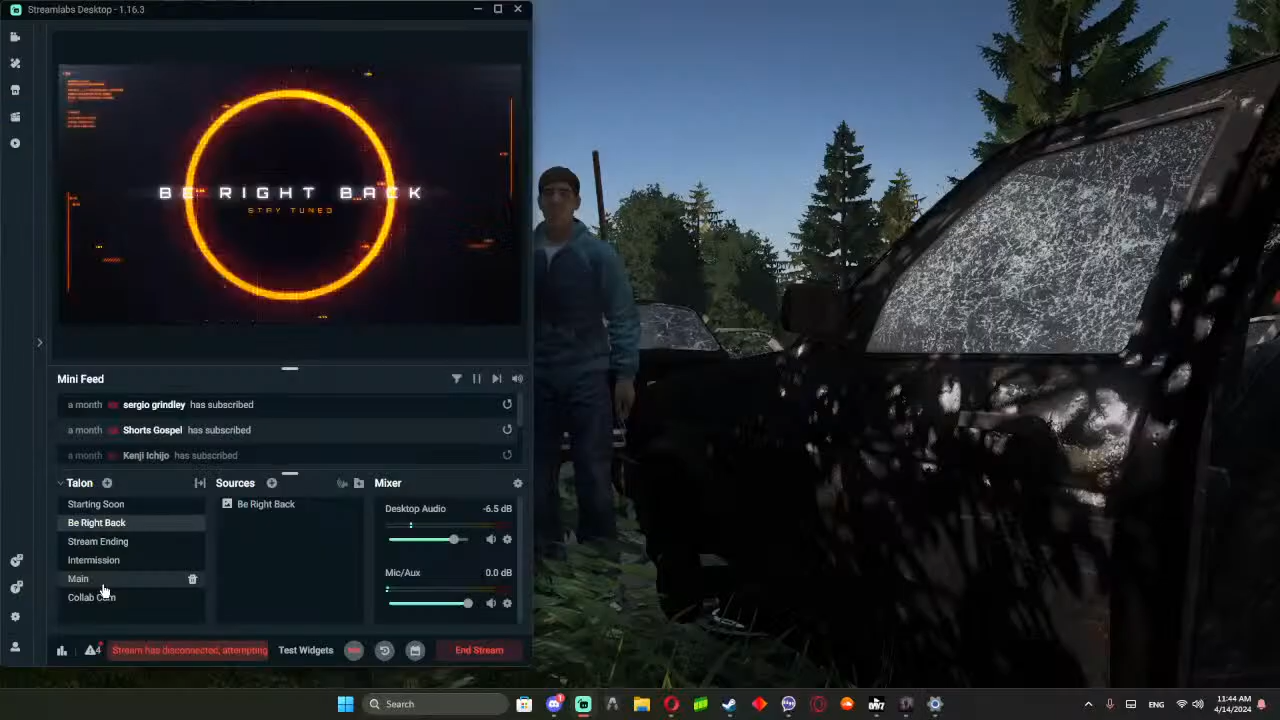 Streamlabs Desktop - 1.16.3
BE RIGHT BACK
STAY TUNED
Mini Feed
a month sergio grindley has subscribed
a month Shorts Gospel has subscribed
a month Kenji Ichijo has subscribed
Talon Sources Mixer
Starting Soon
Be Right Back
Stream Ending
Intermission
Main
Collab
Be Right Back
Desktop Audio -6.5 dB
Mic/Aux 0.0 dB
4 Stream has disconnected, attempting
Test Widgets
REC
End Stream
Search
ENG
11:44 AM
4/14/2024